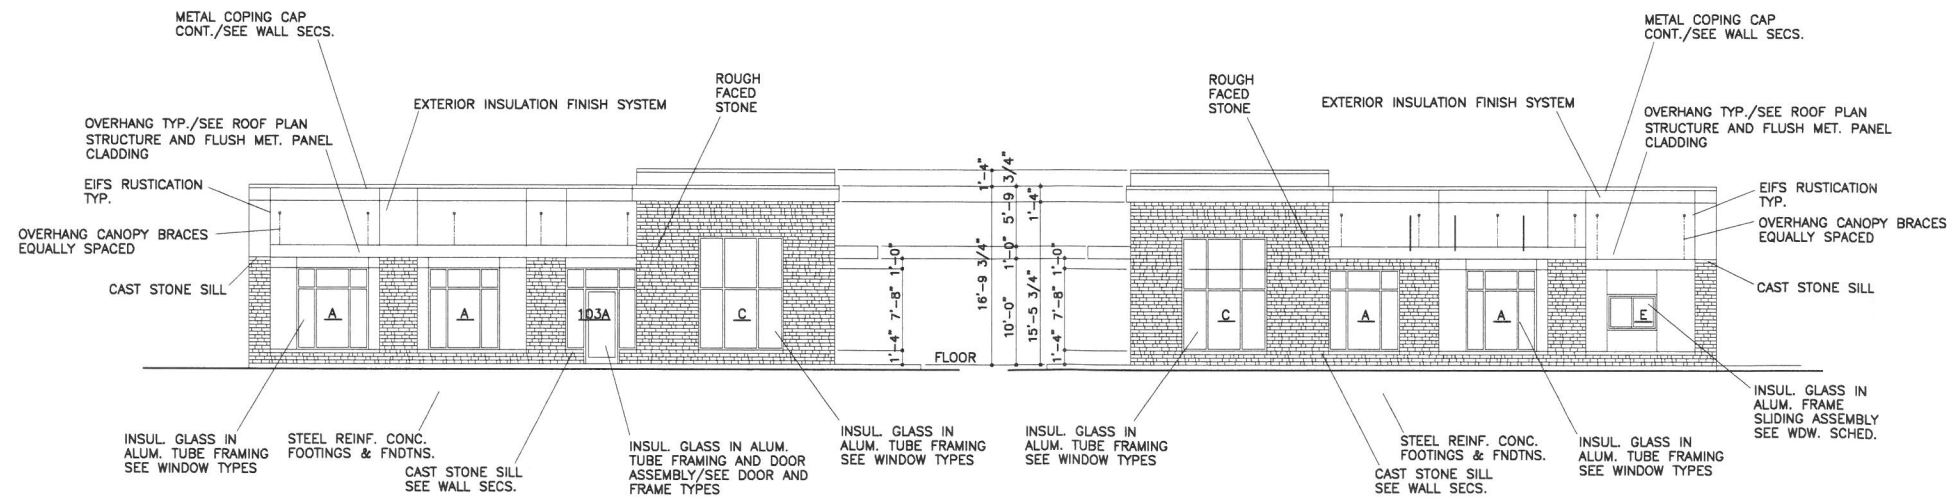 METAL COPING CAP
CONT./SEE WALL SECS.
ROUGH
FACED
STONE
EXTERIOR INSULATION FINISH SYSTEM
OVERHANG TYP./SEE ROOF PLAN
STRUCTURE AND FLUSH MET. PANEL
CLADDING
EIFS RUSTICATION
TYP.
OVERHANG CANOPY BRACES
EQUALLY SPACED
CAST STONE SILL
A
A
103A
C
INSUL. GLASS IN
ALUM. TUBE FRAMING
SEE WINDOW TYPES
STEEL REINF. CONC.
FOOTINGS & FNDTNS.
CAST STONE SILL
SEE WALL SECS.
INSUL. GLASS IN ALUM.
TUBE FRAMING AND DOOR
ASSEMBLY/SEE DOOR AND
FRAME TYPES
INSUL. GLASS IN
ALUM. TUBE FRAMING
SEE WINDOW TYPES
1'-0"
7'-8"
1'-4"
FLOOR
1'-4"
16'-9 3/4"
5'-9 3/4"
1'-0"
10'-0"
1'-4"
15'-5 3/4"
1'-0"
7'-8"
1'-4"
METAL COPING CAP
CONT./SEE WALL SECS.
ROUGH
FACED
STONE
EXTERIOR INSULATION FINISH SYSTEM
OVERHANG TYP./SEE ROOF PLAN
STRUCTURE AND FLUSH MET. PANEL
CLADDING
EIFS RUSTICATION
TYP.
OVERHANG CANOPY BRACES
EQUALLY SPACED
CAST STONE SILL
C
A
A
E
INSUL. GLASS IN
ALUM. TUBE FRAMING
SEE WINDOW TYPES
STEEL REINF. CONC.
FOOTINGS & FNDTNS.
CAST STONE SILL
SEE WALL SECS.
INSUL. GLASS IN
ALUM. TUBE FRAMING
SEE WINDOW TYPES
INSUL. GLASS IN
ALUM. FRAME
SLIDING ASSEMBLY
SEE WDW. SCHED.